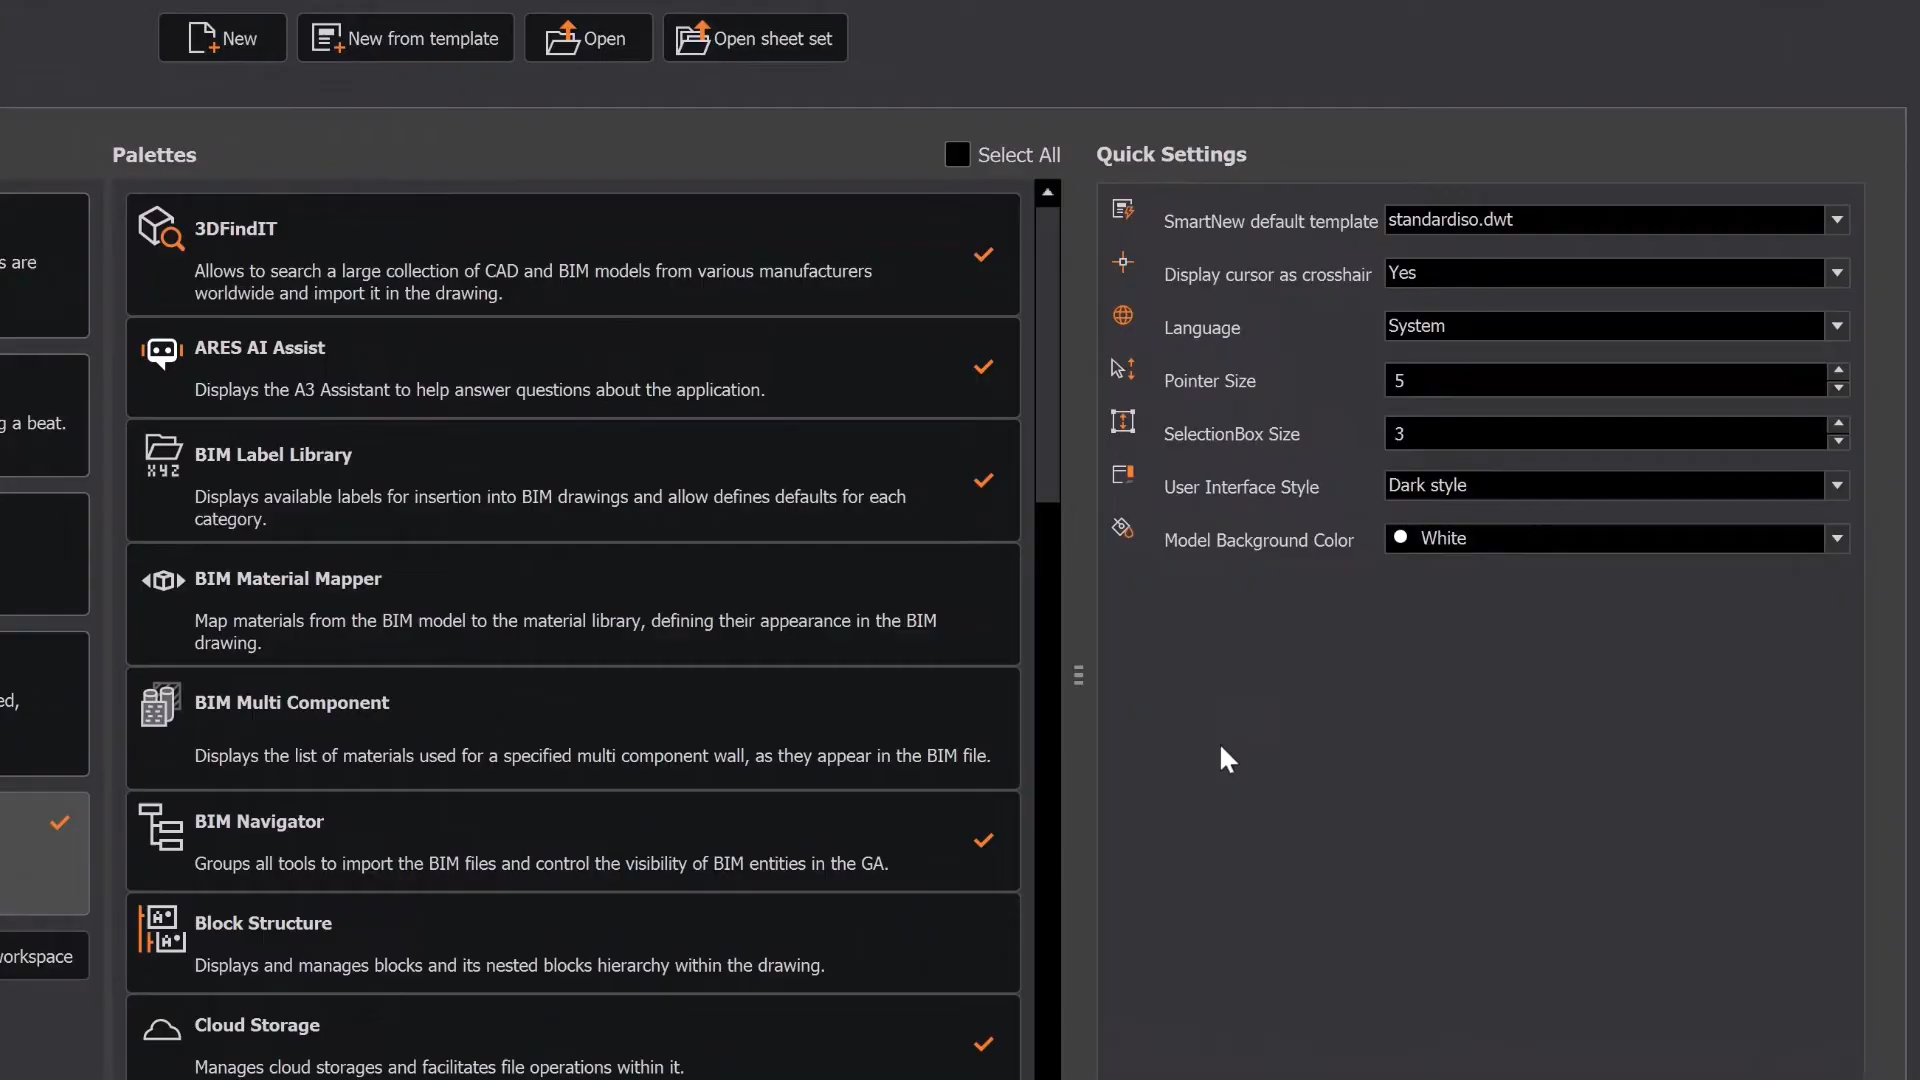 New
New from template
Open
Open sheet set
s are
g a beat.
ed,
workspace
Palettes
Select All
3DFindIT
Allows to search a large collection of CAD and BIM models from various manufacturers
worldwide and import it in the drawing.
ARES AI Assist
Displays the A3 Assistant to help answer questions about the application.
XYZ
BIM Label Library
Displays available labels for insertion into BIM drawings and allow defines defaults for each
category.
BIM Material Mapper
Map materials from the BIM model to the material library, defining their appearance in the BIM
drawing.
BIM Multi Component
Displays the list of materials used for a specified multi component wall, as they appear in the BIM file.
BIM Navigator
Groups all tools to import the BIM files and control the visibility of BIM entities in the GA.
A
A
Block Structure
Displays and manages blocks and its nested blocks hierarchy within the drawing.
Cloud Storage
Manages cloud storages and facilitates file operations within it.
Quick Settings
SmartNew default template standardiso.dwt
Display cursor as crosshair Yes
Language System
Pointer Size 5
SelectionBox Size 3
User Interface Style Dark style
Model Background Color White